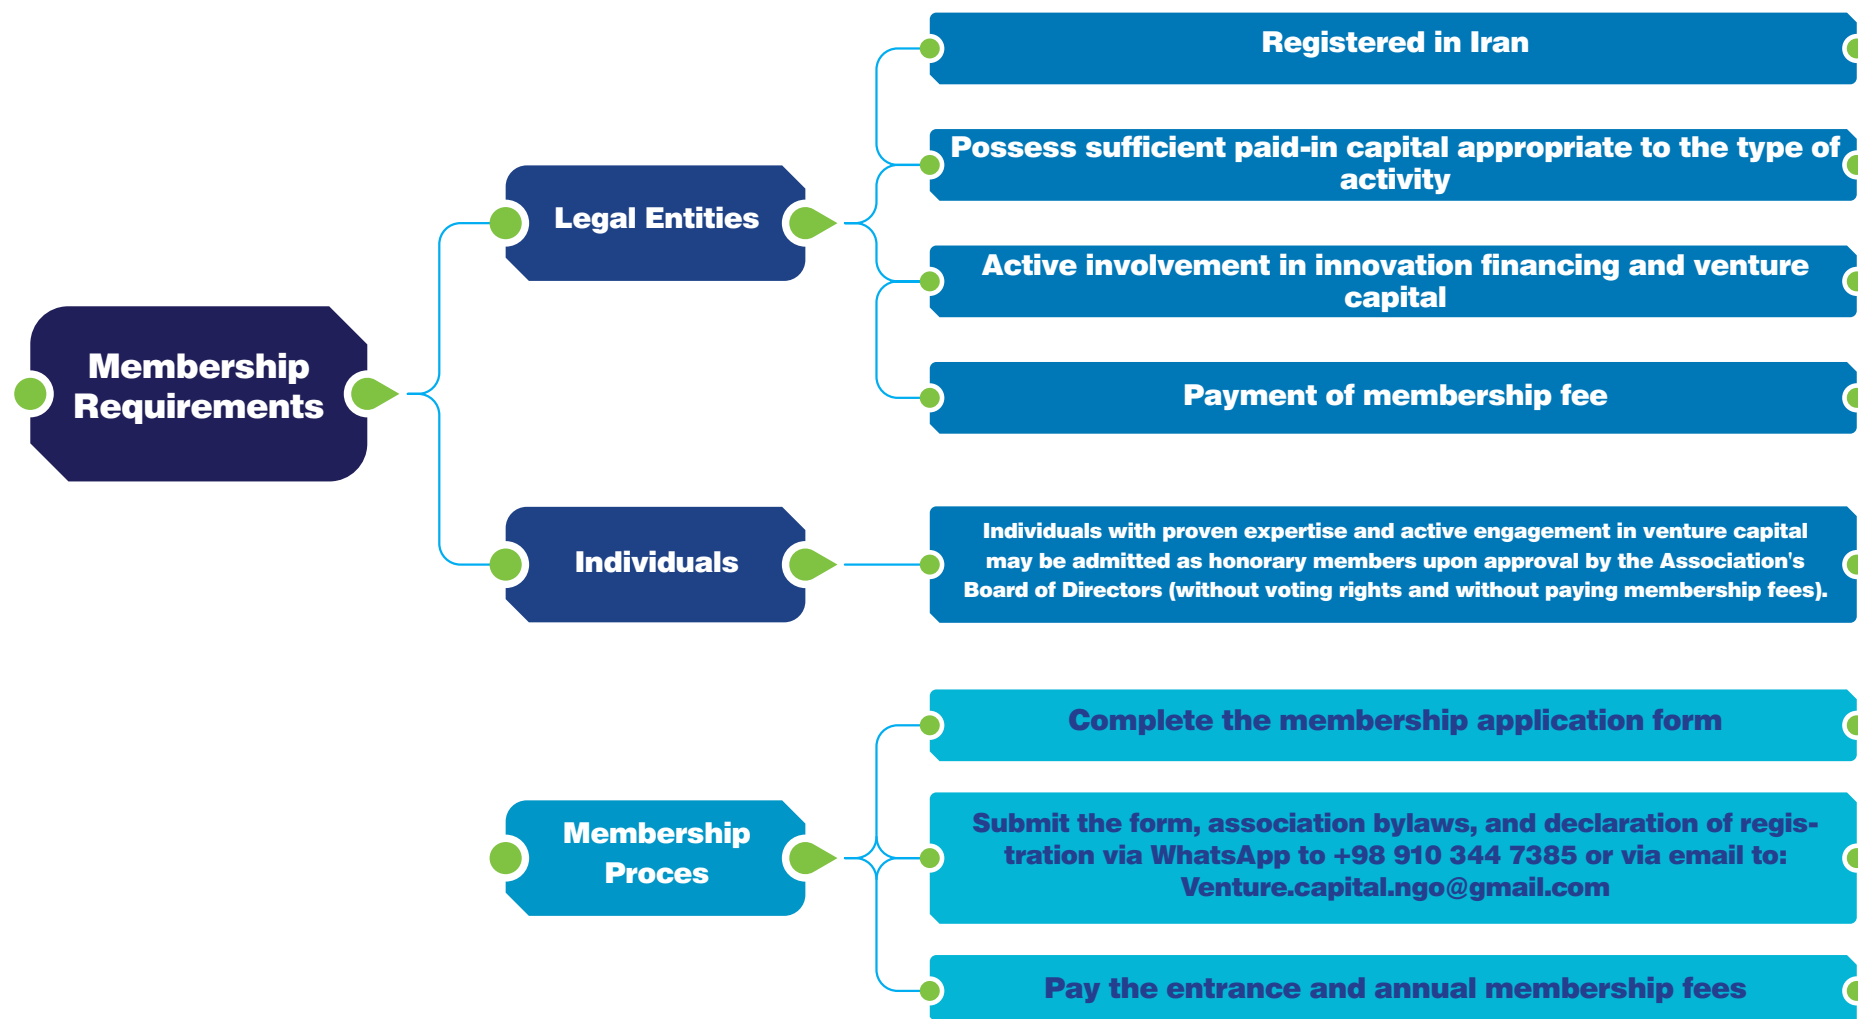 Membership
Requirements
Legal Entities
Registered in Iran
Possess sufficient paid-in capital appropriate to the type of
activity
Active involvement in innovation financing and venture
capital
Payment of membership fee
Individuals
Individuals with proven expertise and active engagement in venture capital
may be admitted as honorary members upon approval by the Association's
Board of Directors (without voting rights and without paying membership fees).
Membership
Proces
Complete the membership application form
Submit the form, association bylaws, and declaration of regis-
tration via WhatsApp to +98 910 344 7385 or via email to:
Venture.capital.ngo@gmail.com
Pay the entrance and annual membership fees